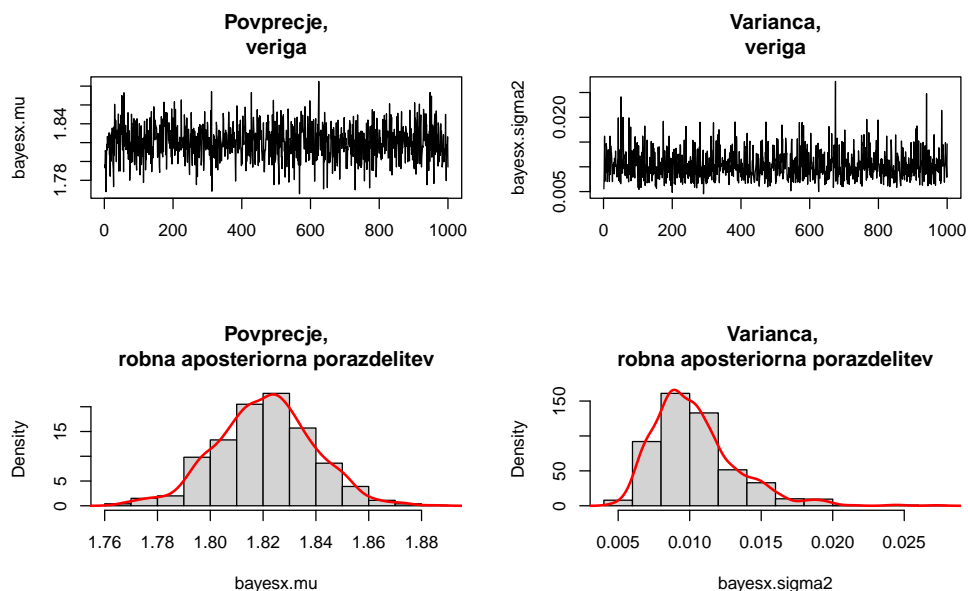 Povprecje,
veriga
bayesx.mu
1.78
1.84
0
200
400
600
800
1000
Varianca,
veriga
bayesx.sigma2
0.005
0.020
0
200
400
600
800
1000
Povprecje,
robna aposteriorna porazdelitev
Density
0
5
15
1.76
1.78
1.80
1.82
1.84
1.86
1.88
bayesx.mu
Varianca,
robna aposteriorna porazdelitev
Density
0
50
150
0.005
0.010
0.015
0.020
0.025
bayesx.sigma2